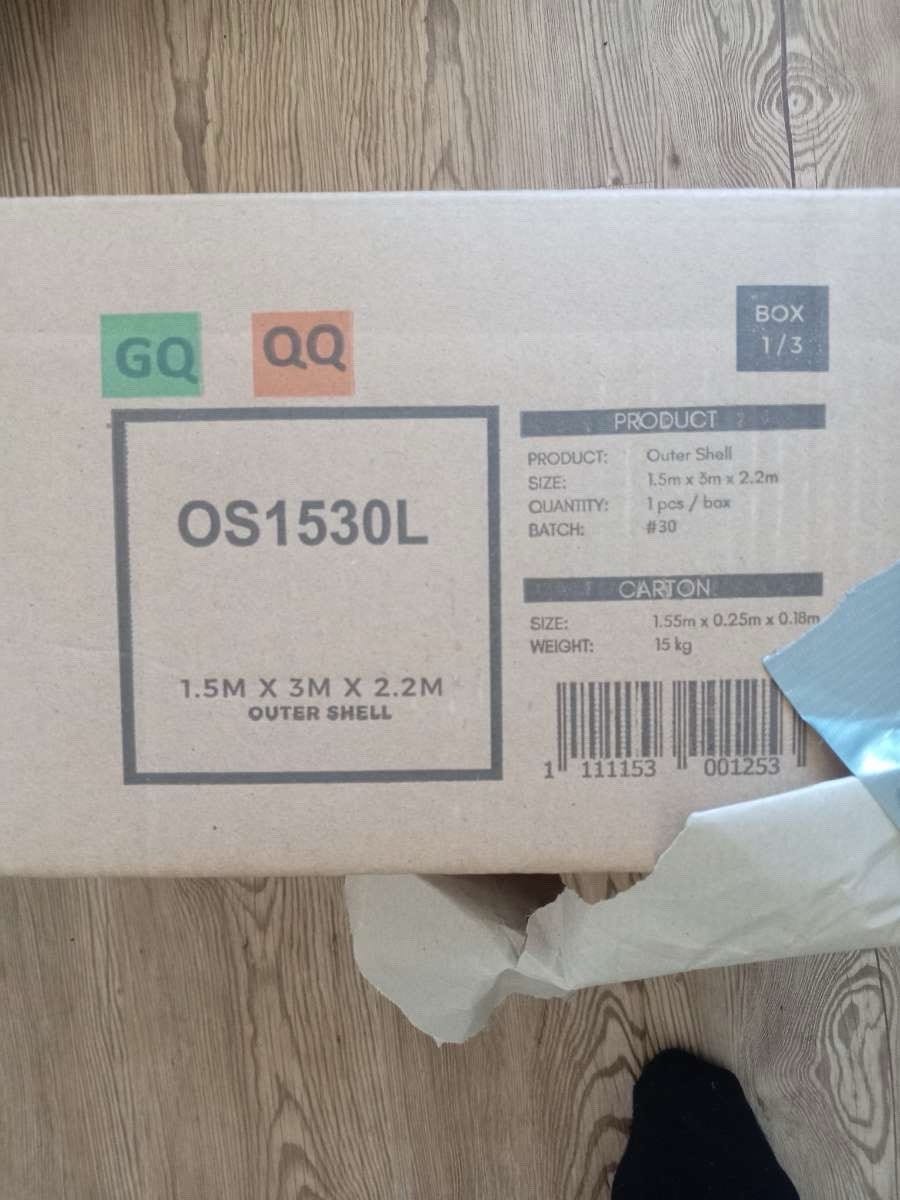 GQ
QQ
BOX
1/3
OS1530L
1.5M X 3M X 2.2M
OUTER SHELL
PRODUCT
PRODUCT: Outer Shell
SIZE: 1.5m x 3m x 2.2m
QUANTITY: 1 pcs / box
BATCH: #30
CARTON
SIZE: 1.55m x 0.25m x 0.18m
WEIGHT: 15 kg
1 111153 001253